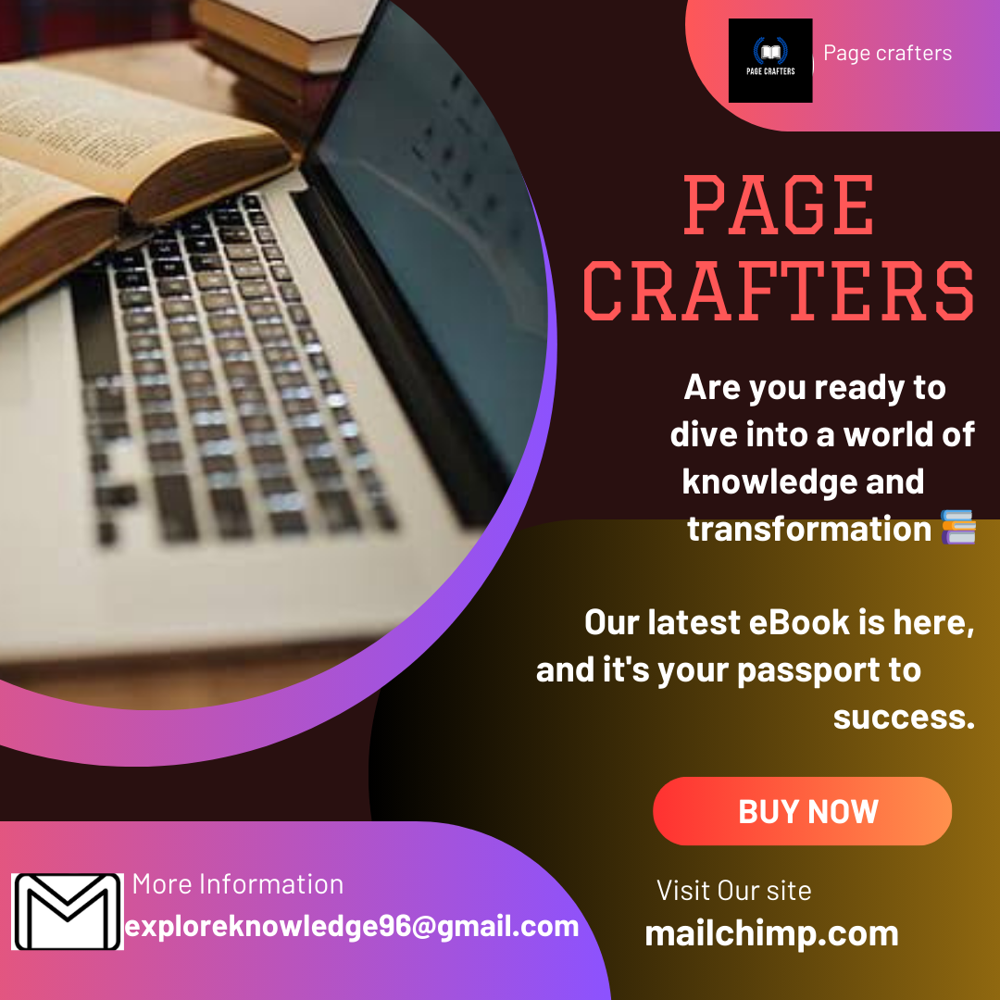 PAGE CRAFTERS
Page crafters
PAGE
CRAFTERS
Are you ready to
dive into a world of
knowledge and
transformation 📚
Our latest eBook is here,
and it's your passport to
success.
BUY NOW
More Information
exploreknowledge96@gmail.com
Visit Our site
mailchimp.com